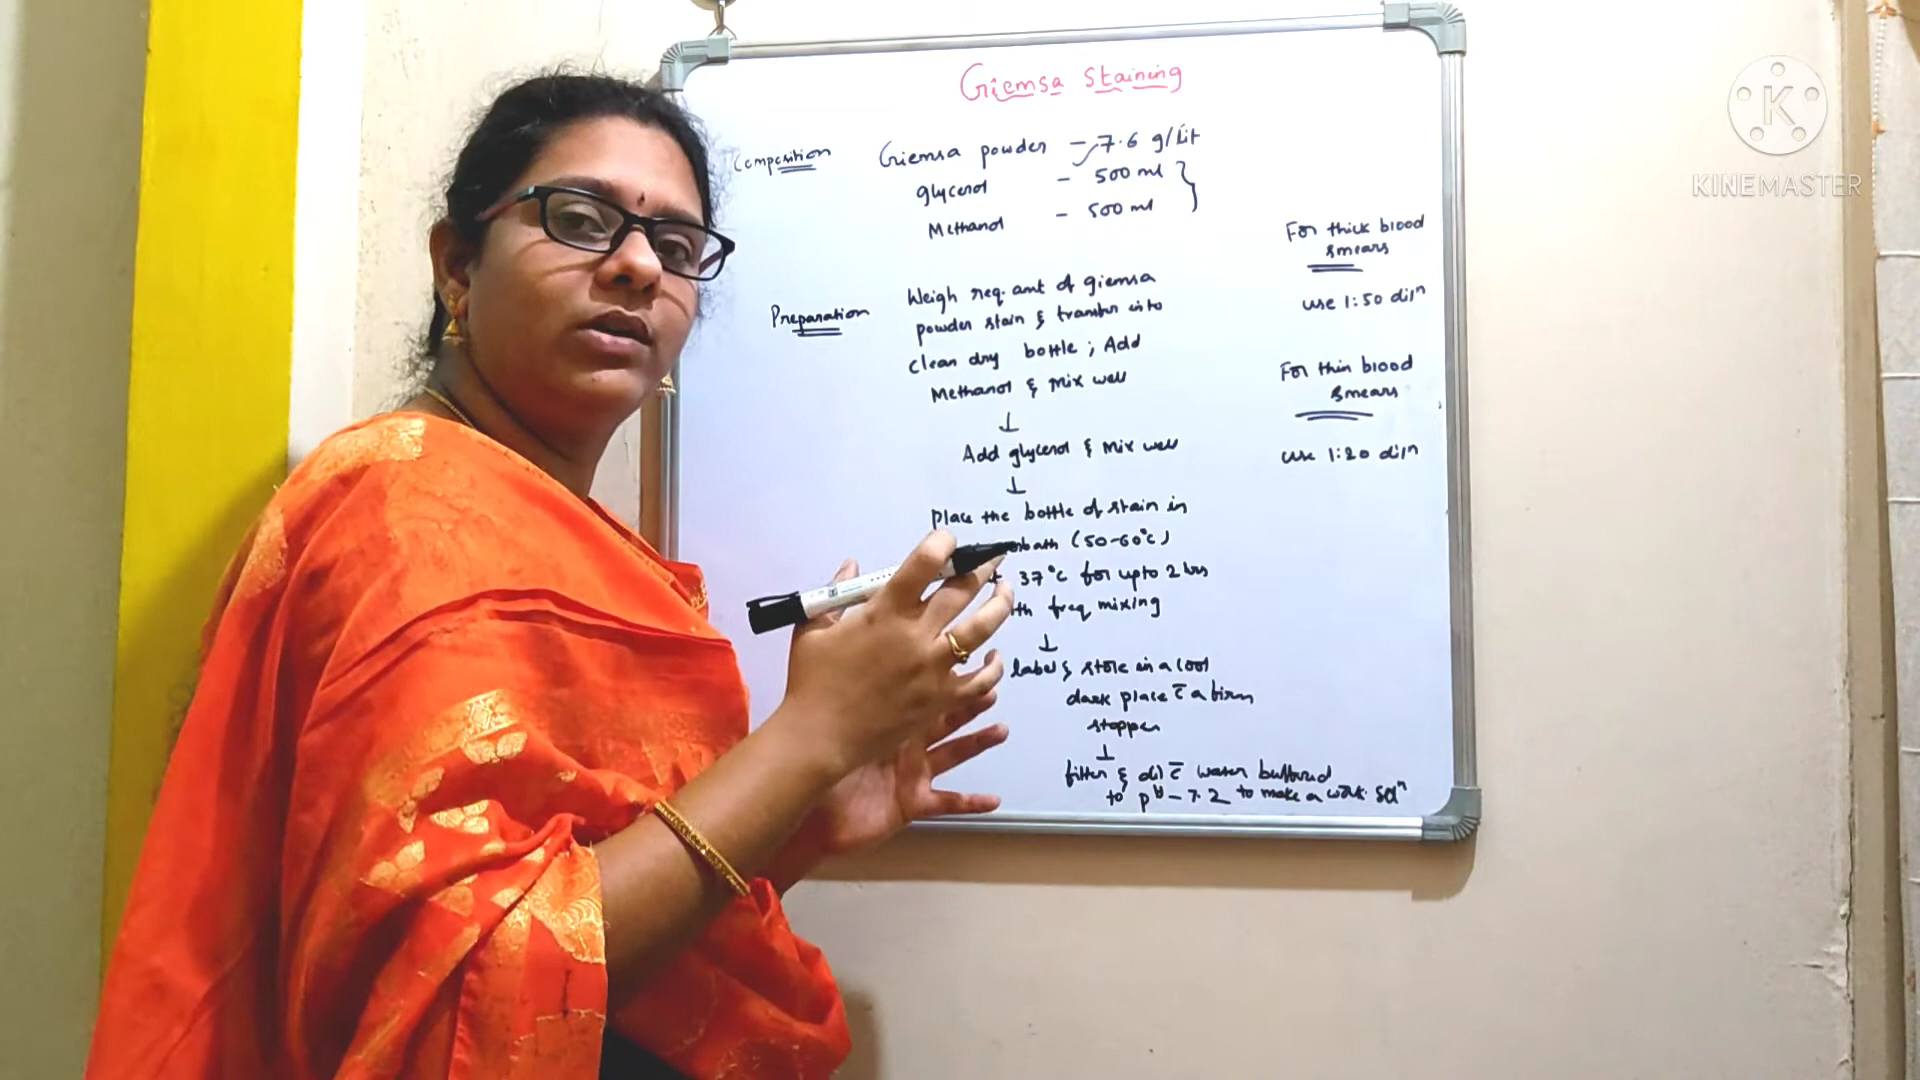 Giemsa Staining
Composition
Giemsa powder - 7.6 g/Lit
glycerol - 500 ml
Methanol - 500 ml
Preparation
Weigh req. amt of giemsa
powder stain & transfer into
clean dry bottle ; Add
Methanol & mix well
↓
Add glycerol & Mix well
↓
Place the bottle of stain in
bath (50-60°c)
37°c for upto 2 hrs
freq mixing
↓
label & store in a cool
dark place c̄ a firm
stopper
↓
filter & dil c̄ water buffered
to pH - 7.2 to make a work. solⁿ
For thick blood
smears
use 1:50 dilⁿ
For thin blood
smears
use 1:20 dilⁿ
K
KINEMASTER